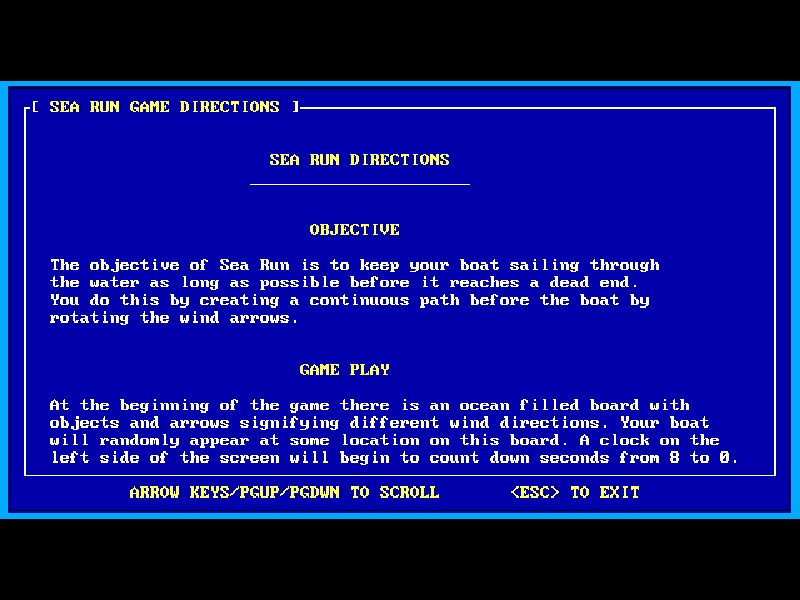 [ SEA RUN GAME DIRECTIONS ]
SEA RUN DIRECTIONS
OBJECTIVE
The objective of Sea Run is to keep your boat sailing through
the water as long as possible before it reaches a dead end.
You do this by creating a continuous path before the boat by
rotating the wind arrows.
GAME PLAY
At the beginning of the game there is an ocean filled board with
objects and arrows signifying different wind directions. Your boat
will randomly appear at some location on this board. A clock on the
left side of the screen will begin to count down seconds from 8 to 0.
ARROW KEYS/PGUP/PGDWN TO SCROLL <ESC> TO EXIT